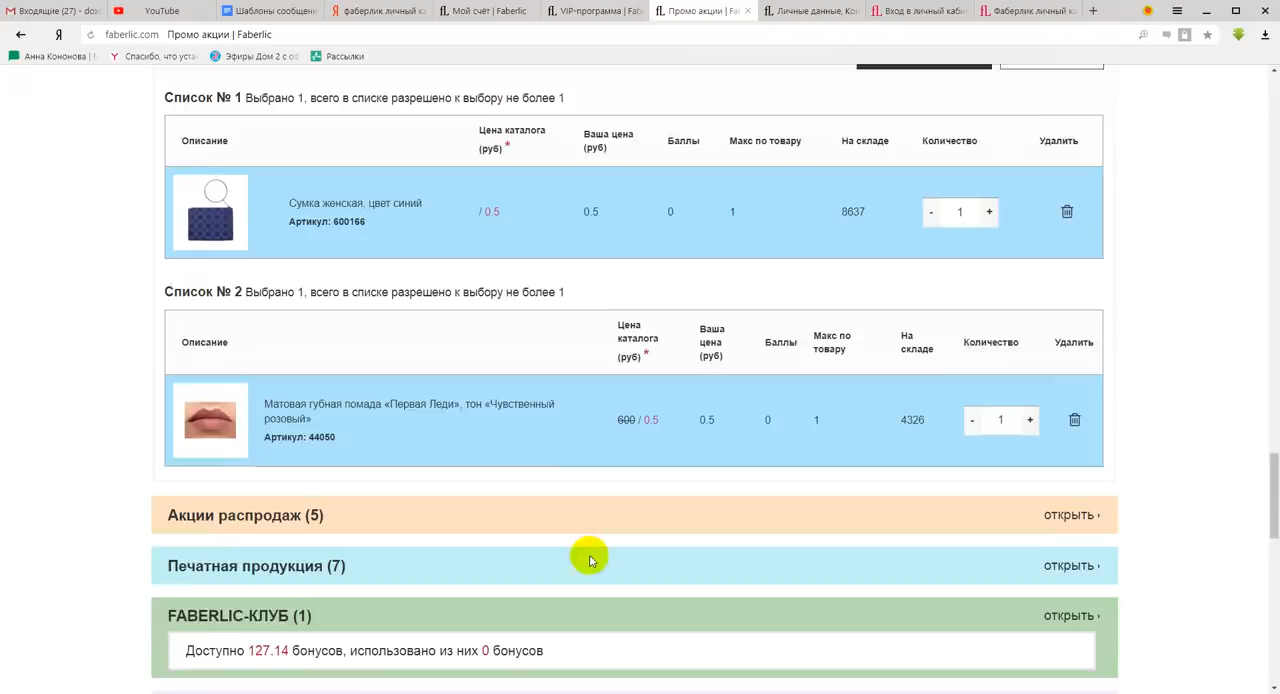 Входящие (27) - dox
YouTube
Шаблоны сообщени
фаберлик личный ка
Мой счёт | Faberlic
VIP-программа | Fab
Промо акции | Fa
Личные данные, Кон
Вход в личный каби
Фаберлик личный ка
faberlic.com Промо акции | Faberlic
Анна Кононова |
Спасибо, что уста
Эфиры Дом 2 с оф
Рассылки
Список № 1 Выбрано 1, всего в списке разрешено к выбору не более 1
Описание
Цена каталога
(руб) *
Ваша цена
(руб)
Баллы
Макс по товару
На складе
Количество
Удалить
Сумка женская, цвет синий
Артикул: 600166
/ 0.5
0.5
0
1
8637
- 1 +
Список № 2 Выбрано 1, всего в списке разрешено к выбору не более 1
Описание
Цена
каталога
(руб) *
Ваша
цена
(руб)
Баллы
Макс по
товару
На
складе
Количество
Удалить
Матовая губная помада «Первая Леди», тон «Чувственный
розовый»
Артикул: 44050
600 / 0.5
0.5
0
1
4326
- 1 +
Акции распродаж (5)
открыть
Печатная продукция (7)
открыть
FABERLIC-КЛУБ (1)
открыть
Доступно 127.14 бонусов, использовано из них 0 бонусов